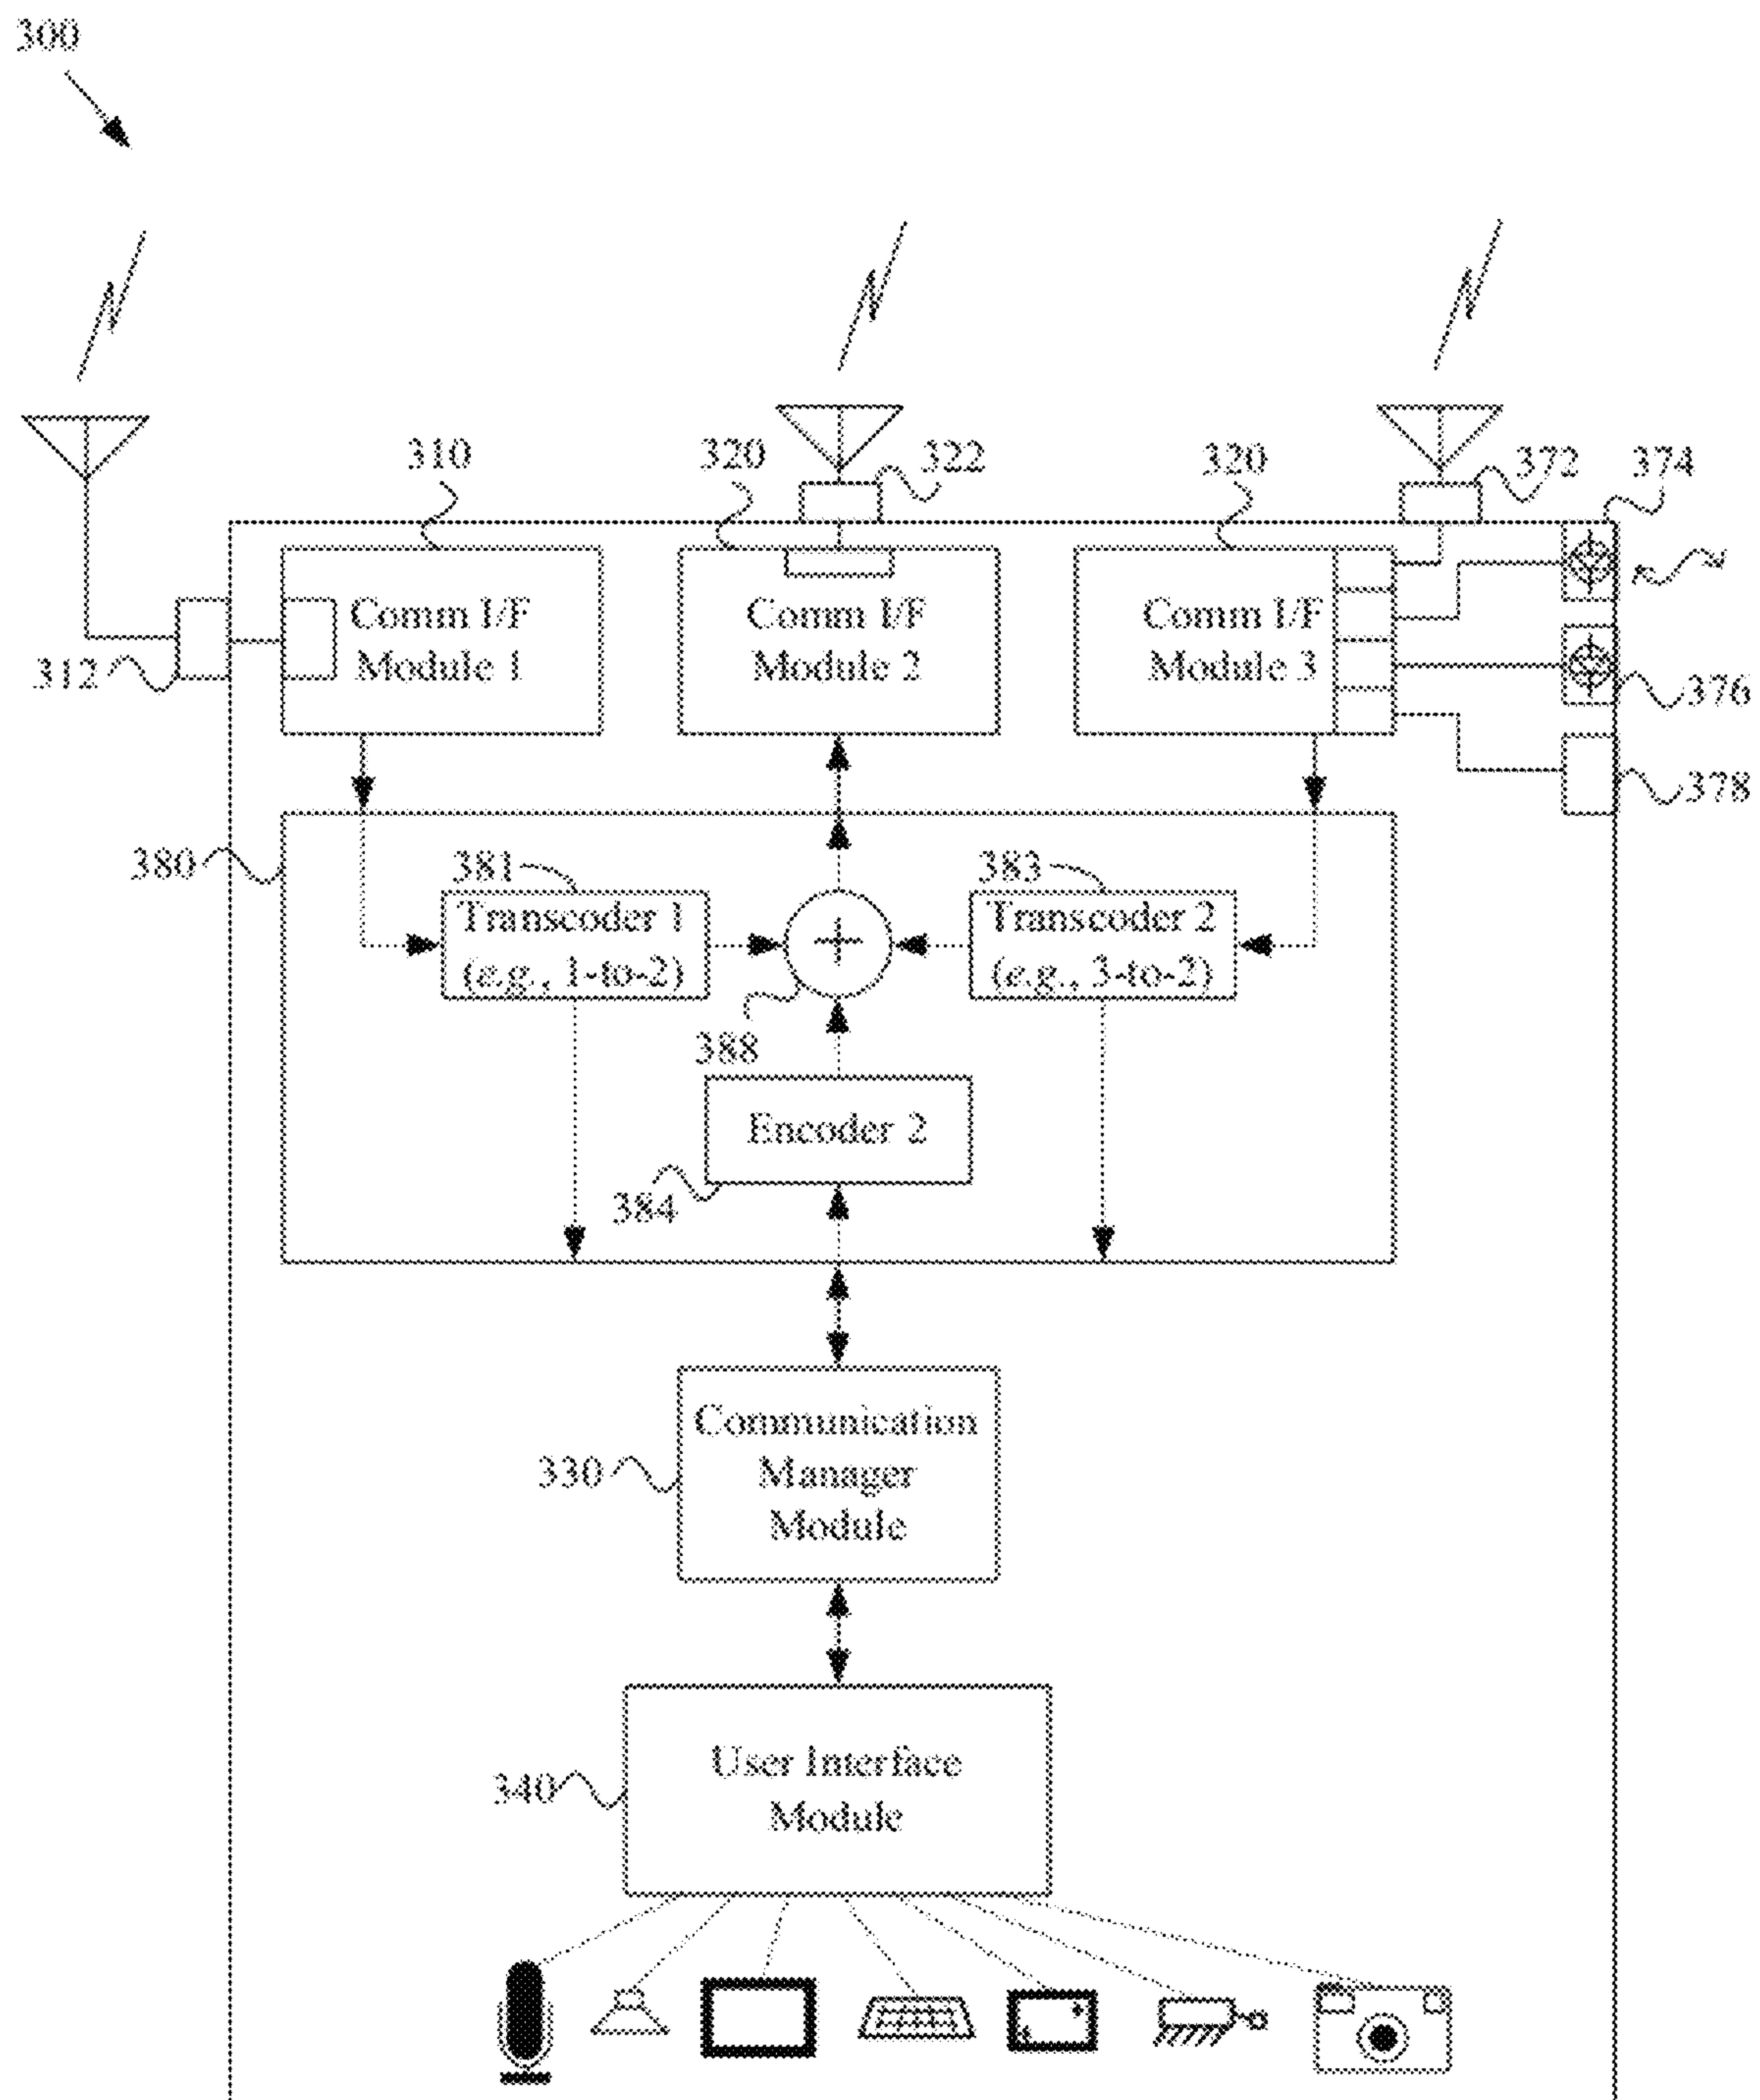 300
310
320
322
320
372
374
Comm I/F
Module 1
Comm I/F
Module 2
Comm I/F
Module 3
312
376
378
380
381
383
Transcoder 1
(e.g., 1-to-2)
+
Transcoder 2
(e.g., 3-to-2)
388
Encoder 2
384
Communication
Manager
Module
330
User Interface
Module
340